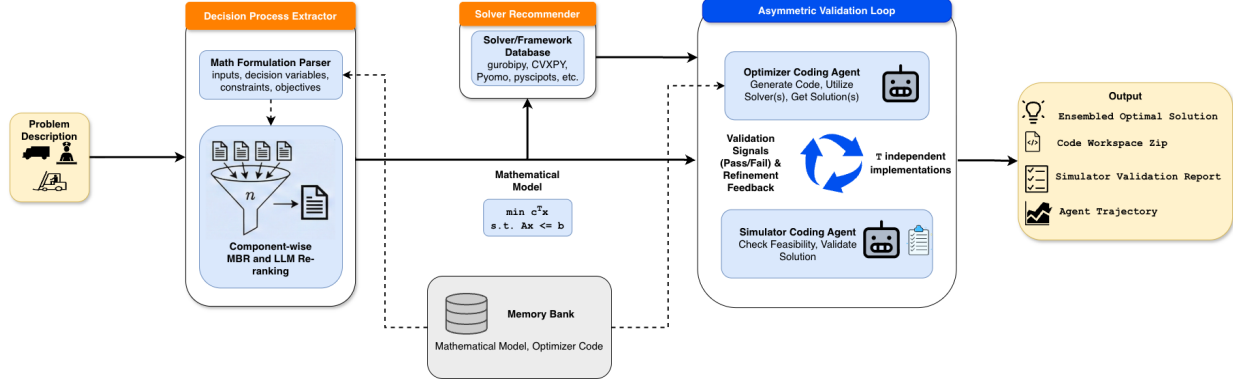 Problem
Description
Decision Process Extractor
Math Formulation Parser
inputs, decision variables,
constraints, objectives
n
Component-wise
MBR and LLM Re-
ranking
Solver Recommender
Solver/Framework
Database
gurobipy, CVXPY,
Pyomo, pyscipots, etc.
Mathematical
Model
min cᵀx
s.t. Ax <= b
Memory Bank
Mathematical Model, Optimizer Code
Asymmetric Validation Loop
Optimizer Coding Agent
Generate Code, Utilize
Solver(s), Get Solution(s)
Validation
Signals
(Pass/Fail) &
Refinement
Feedback
T independent
implementations
Simulator Coding Agent
Check Feasibility, Validate
Solution
Output
Ensembled Optimal Solution
</>
Code Workspace Zip
Simulator Validation Report
Agent Trajectory